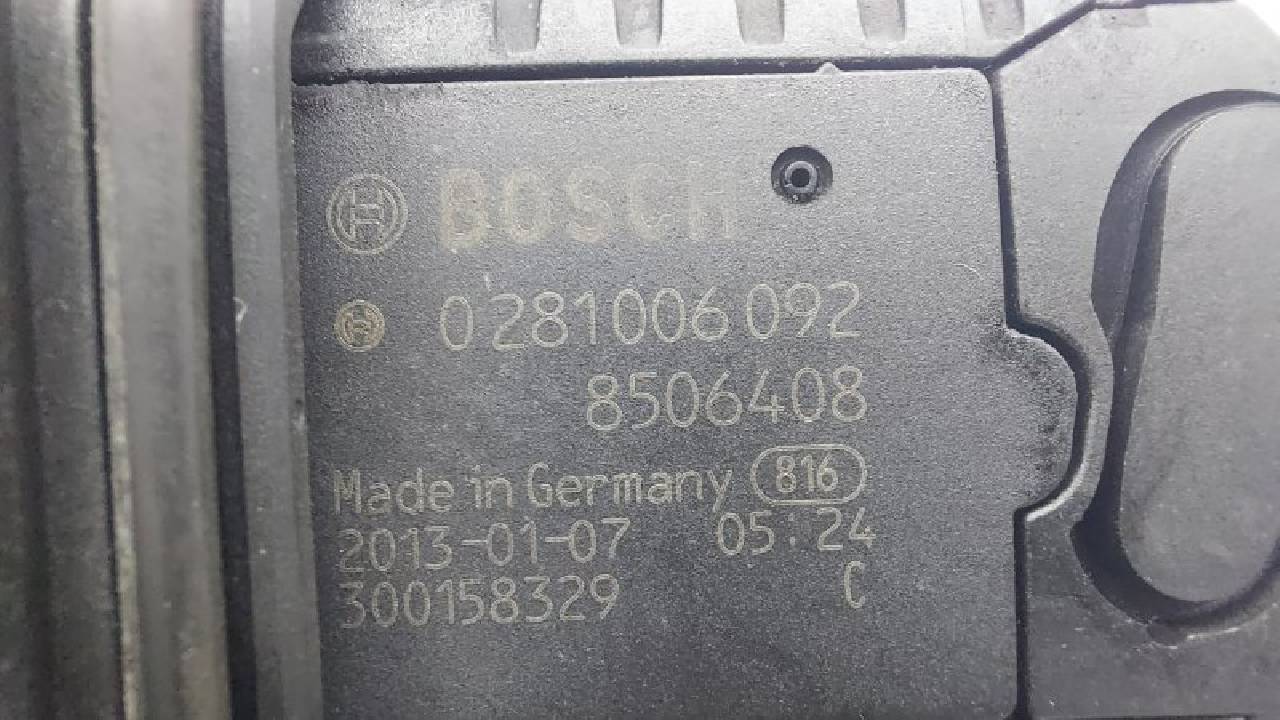 BOSCH
0 281 006 092
8506408
Made in Germany 816
2013-01-07 05:24
300158329 C